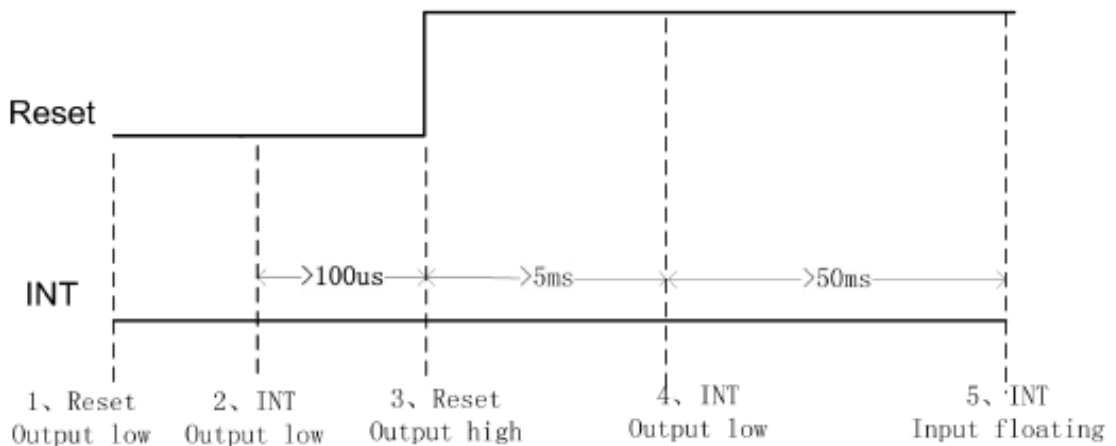 Reset
>100us
>5ms
>50ms
INT
1、Reset
Output low
2、INT
Output low
3、Reset
Output high
4、INT
Output low
5、INT
Input floating